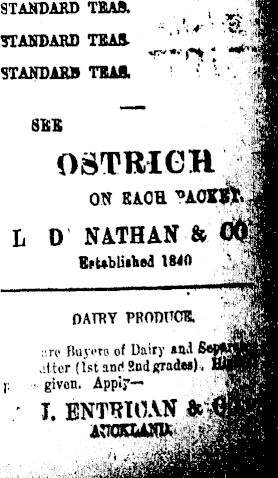 STANDARD TEAS.
STANDARD TEAS.
STANDARD TEAS.
SEE
OSTRICH
ON EACH PACKET.
L D NATHAN & CO
Established 1840
DAIRY PRODUCE.
Buyers of Dairy and
(1st and 2nd grades).
given. Apply—
J. ENTRICAN &
AUCKLAND.